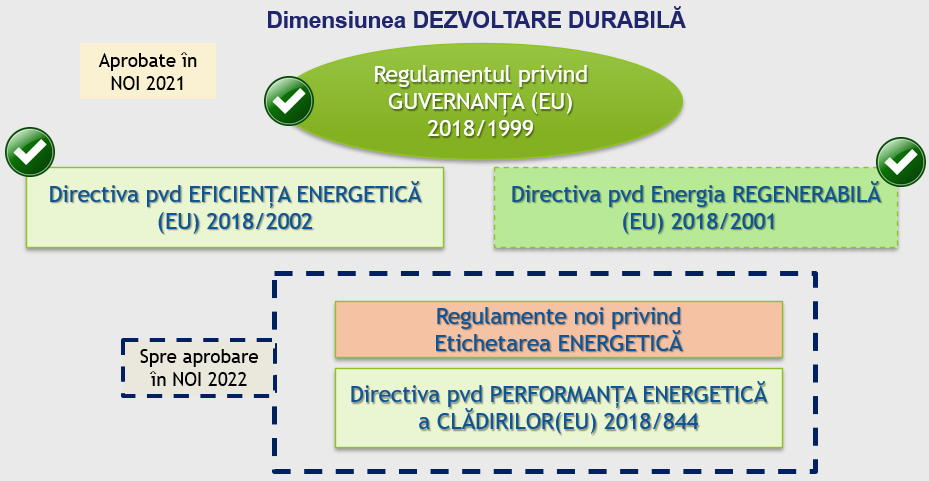 Dimensiunea DEZVOLTARE DURABILĂ
Aprobate în
NOI 2021
Regulamentul privind
GUVERNANȚA (EU)
2018/1999
Directiva pvd EFICIENȚA ENERGETICĂ
(EU) 2018/2002
Directiva pvd Energia REGENERABILĂ
(EU) 2018/2001
Spre aprobare
în NOI 2022
Regulamente noi privind
Etichetarea ENERGETICĂ
Directiva pvd PERFORMANȚA ENERGETICĂ
a CLĂDIRILOR(EU) 2018/844